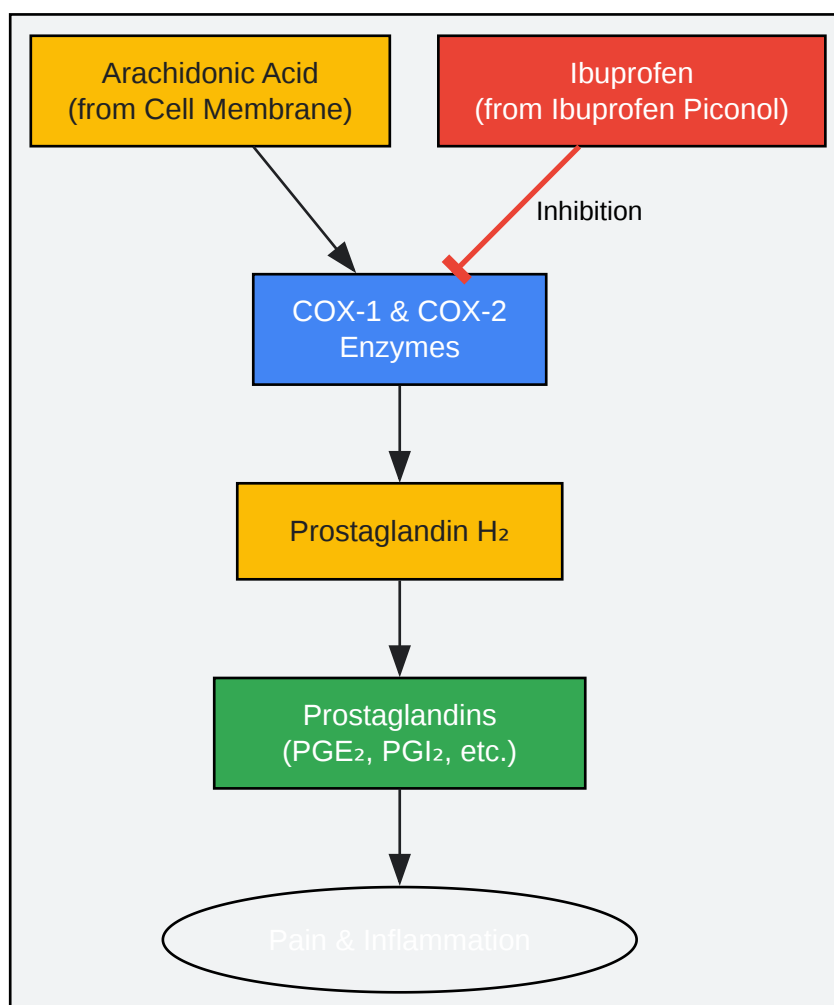 Arachidonic Acid
(from Cell Membrane)
Ibuprofen
(from Ibuprofen Piconol)
Inhibition
COX-1 & COX-2
Enzymes
Prostaglandin H₂
Prostaglandins
(PGE₂, PGI₂, etc.)
Pain & Inflammation